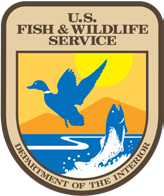 U.S.
FISH & WILDLIFE
SERVICE
DEPARTMENT OF THE INTERIOR